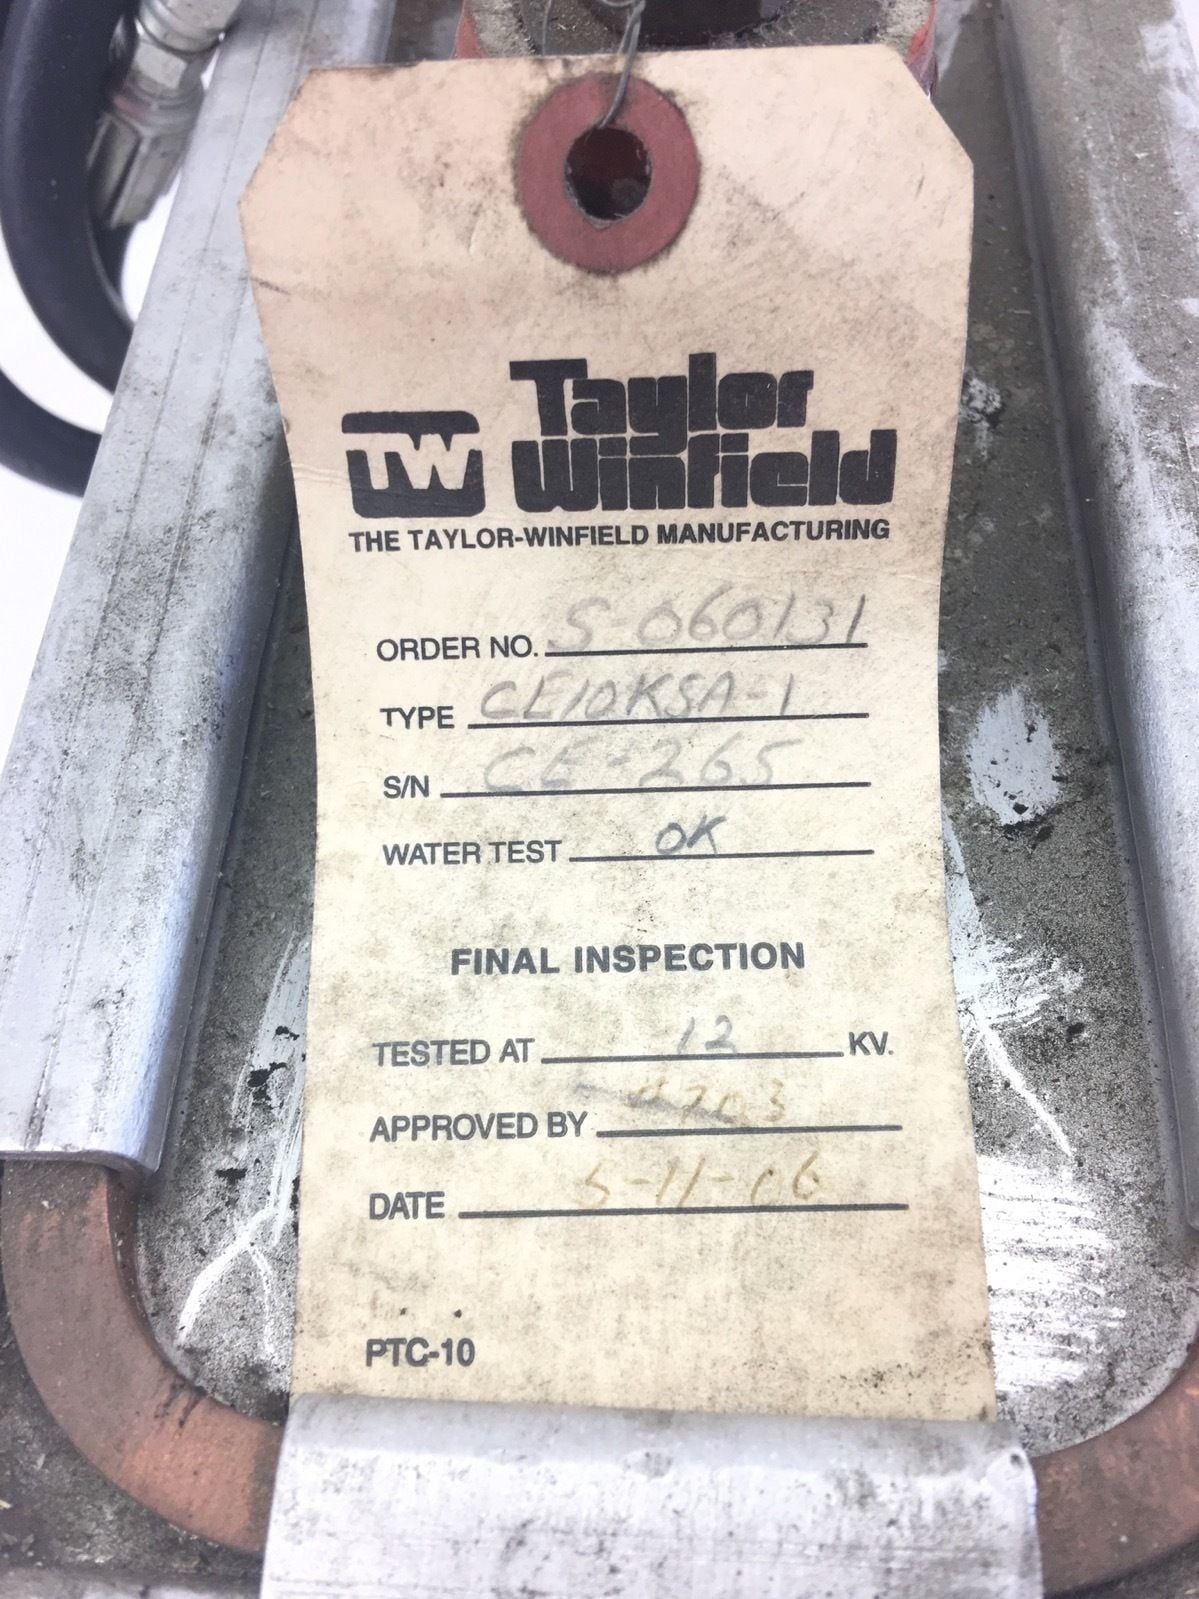 TW Taylor
Winfield
THE TAYLOR-WINFIELD MANUFACTURING
ORDER NO. S-060131
TYPE CE10KSA-1
S/N CE-265
WATER TEST OK
FINAL INSPECTION
TESTED AT 12 KV.
APPROVED BY
DATE 5-11-06
PTC-10